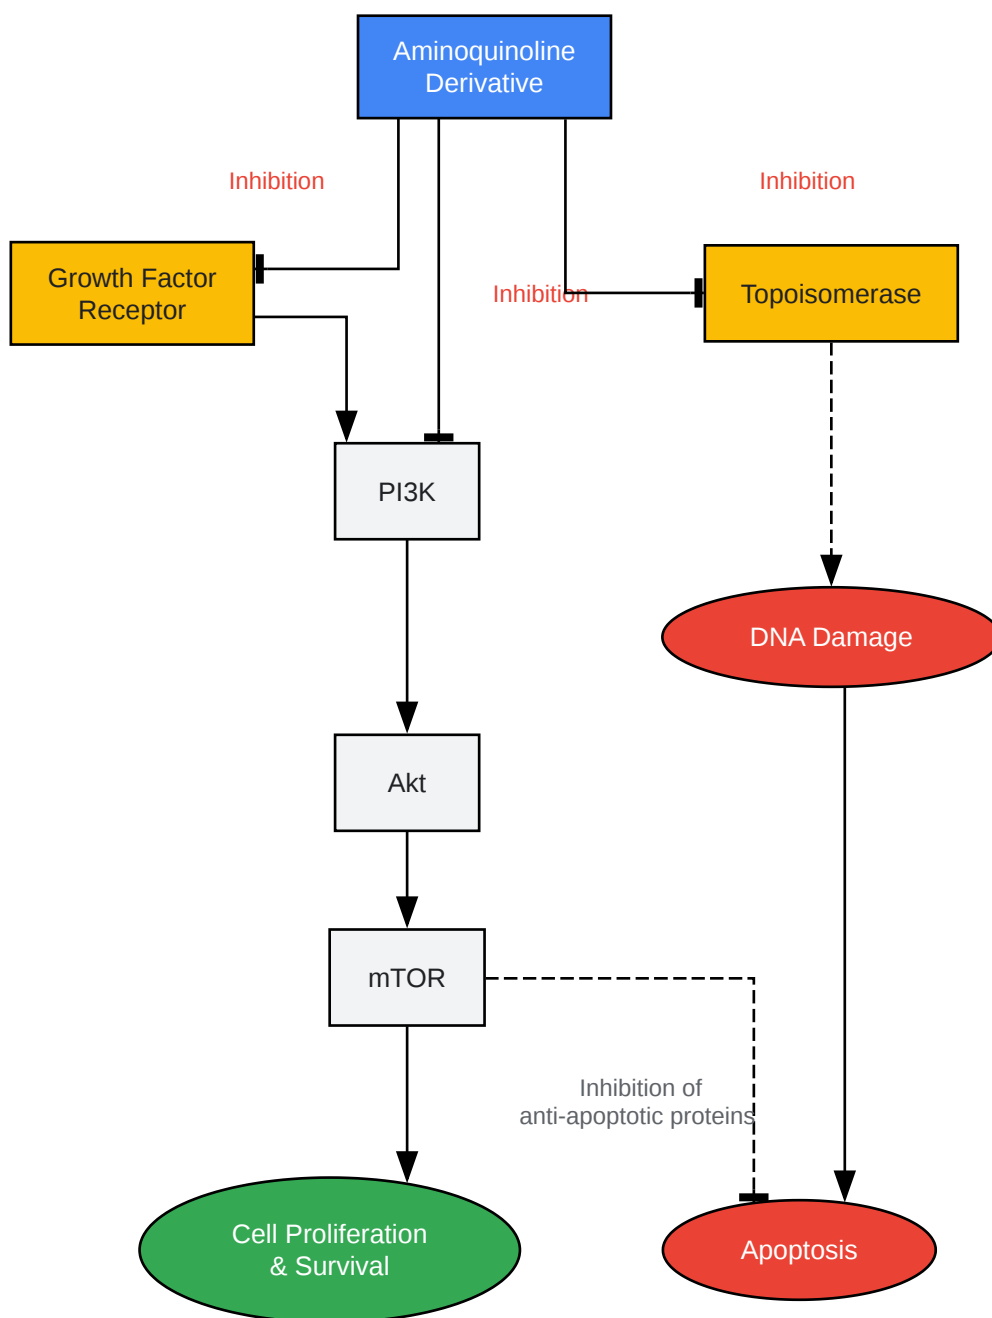 Aminoquinoline
Derivative
Inhibition
Inhibition
Growth Factor
Receptor
Inhibition
Topoisomerase
PI3K
DNA Damage
Akt
mTOR
Inhibition of
anti-apoptotic proteins
Cell Proliferation
& Survival
Apoptosis